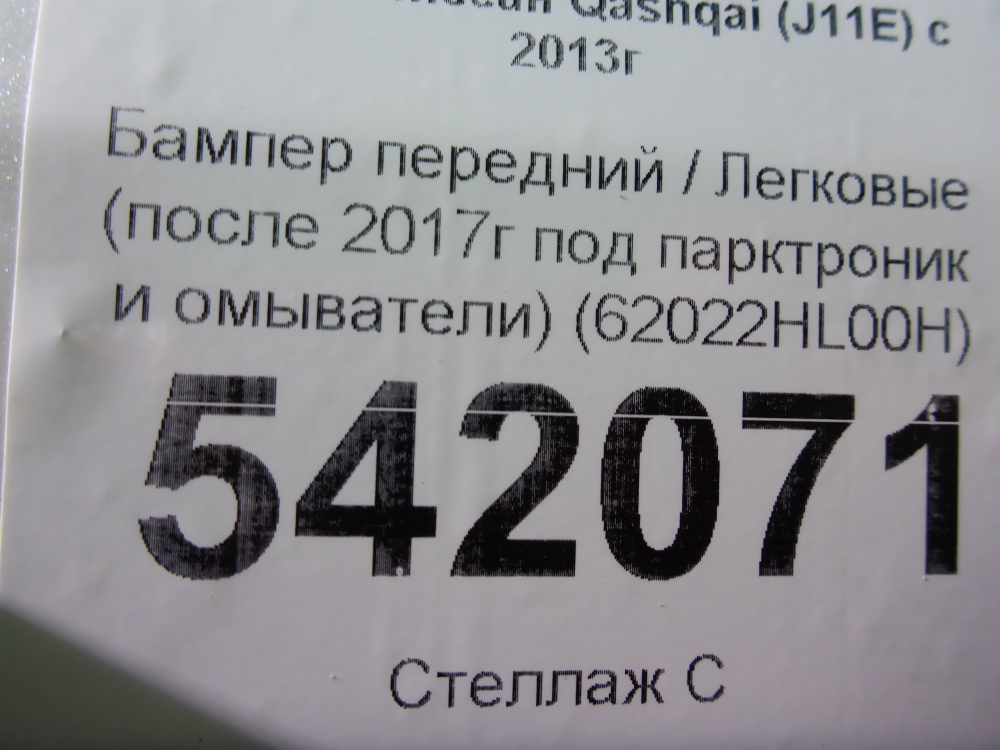 Qashqai (J11E) с
2013г
Бампер передний / Легковые
(после 2017г под парктроник
и омыватели) (62022HL00H)
542071
Стеллаж С